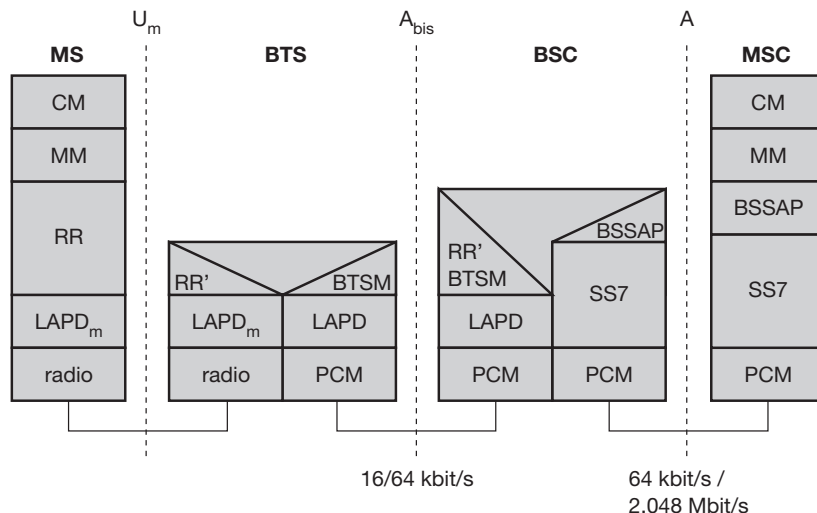 Um Abis A
MS BTS BSC MSC
CM CM
MM MM
RR BSSAP
RR' BTSM RR' BSSAP
BTSM SS7 SS7
LAPDm LAPDm LAPD LAPD
radio radio PCM PCM PCM PCM
16/64 kbit/s 64 kbit/s /
2.048 Mbit/s